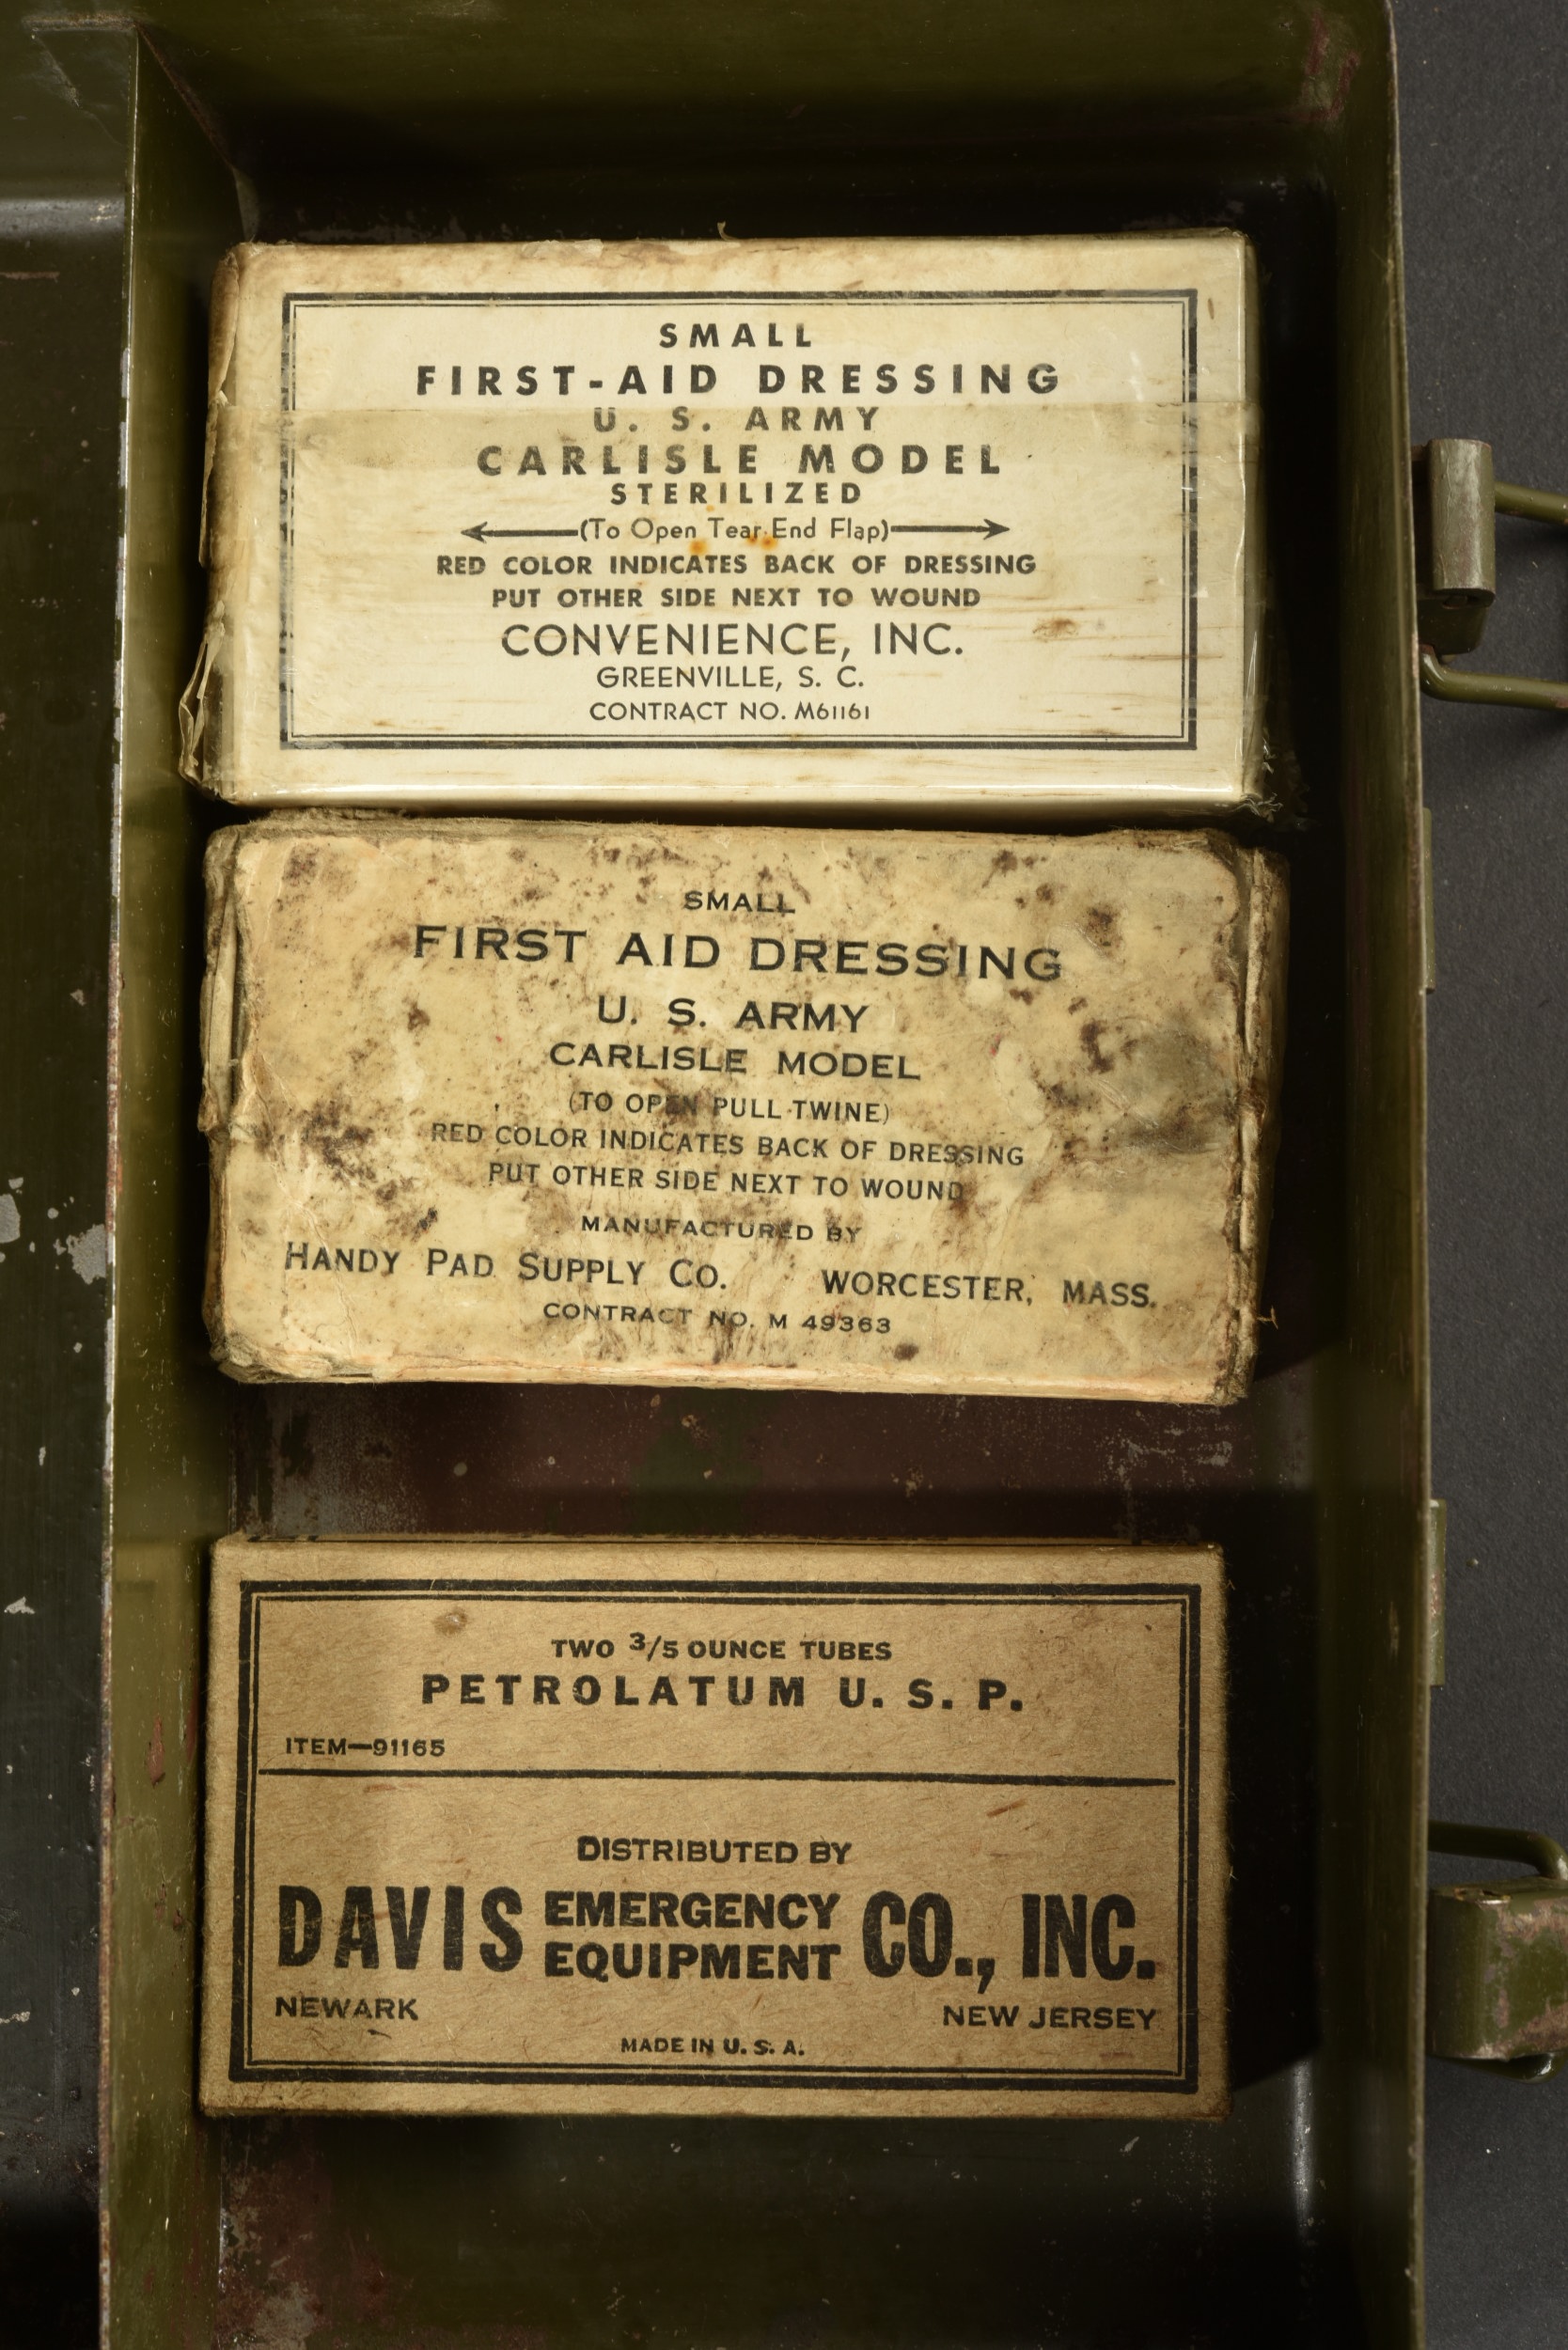 SMALL
FIRST-AID DRESSING
U. S. ARMY
CARLISLE MODEL
STERILIZED
(To Open Tear End Flap)
RED COLOR INDICATES BACK OF DRESSING
PUT OTHER SIDE NEXT TO WOUND
CONVENIENCE, INC.
GREENVILLE, S. C.
CONTRACT NO. M61161
SMALL
FIRST AID DRESSING
U. S. ARMY
CARLISLE MODEL
(TO OPEN PULL TWINE)
RED COLOR INDICATES BACK OF DRESSING
PUT OTHER SIDE NEXT TO WOUND
MANUFACTURED BY
HANDY PAD SUPPLY CO. WORCESTER, MASS.
CONTRACT NO. M 49363
TWO 3/5 OUNCE TUBES
PETROLATUM U. S. P.
ITEM—91165
DISTRIBUTED BY
DAVIS EMERGENCY EQUIPMENT CO., INC.
NEWARK NEW JERSEY
MADE IN U. S. A.